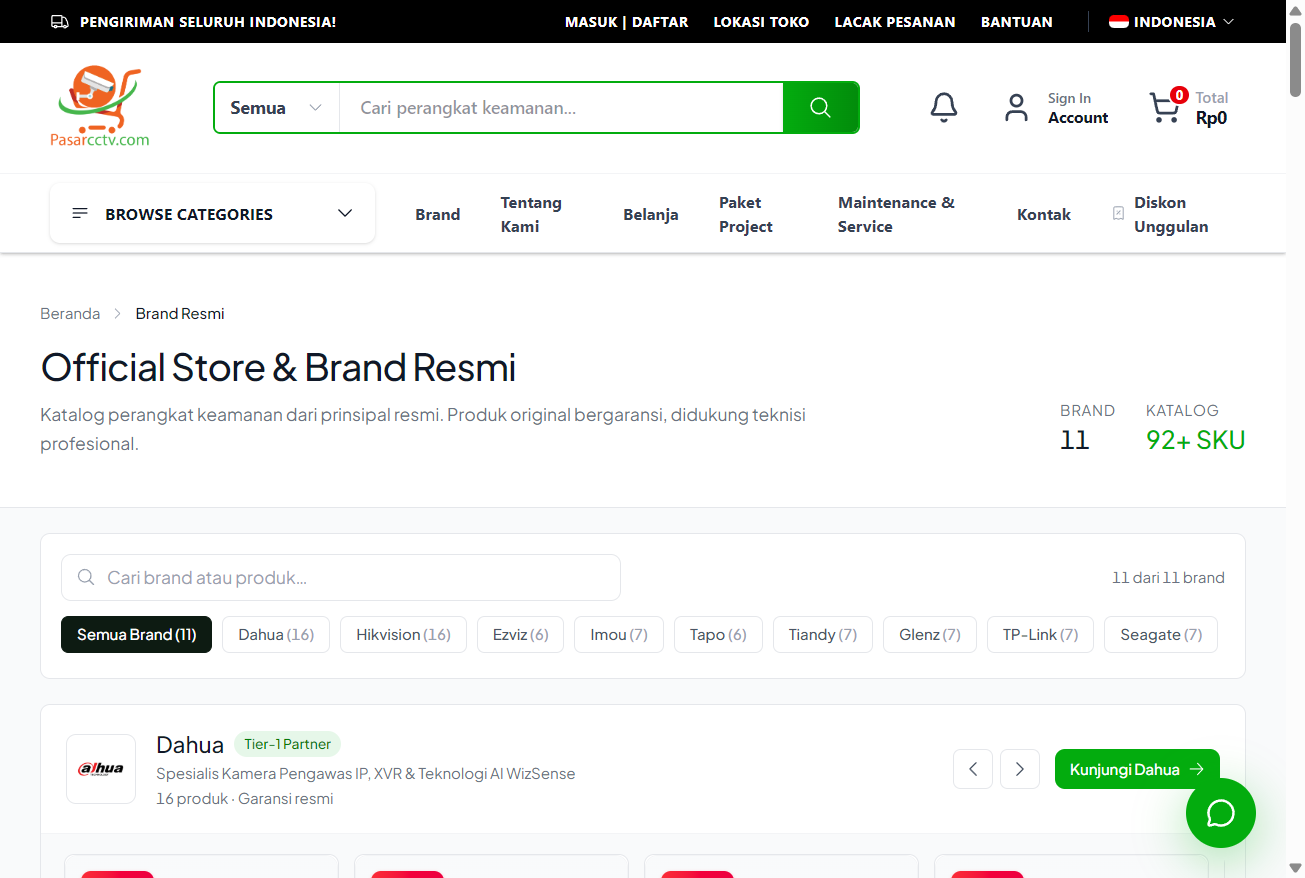 PENGIRIMAN SELURUH INDONESIA!
MASUK | DAFTAR
LOKASI TOKO
LACAK PESANAN
BANTUAN
INDONESIA
Pasarcctv.com
Semua
Cari perangkat keamanan...
Sign In
Account
0
Total
Rp0
BROWSE CATEGORIES
Brand
Tentang
Kami
Belanja
Paket
Project
Maintenance &
Service
Kontak
Diskon
Unggulan
Beranda
Brand Resmi
Official Store & Brand Resmi
Katalog perangkat keamanan dari prinsipal resmi. Produk original bergaransi, didukung teknisi
profesional.
BRAND
11
KATALOG
92+ SKU
Cari brand atau produk...
11 dari 11 brand
Semua Brand (11)
Dahua (16)
Hikvision (16)
Ezviz (6)
Imou (7)
Tapo (6)
Tiandy (7)
Glenz (7)
TP-Link (7)
Seagate (7)
alhua
Dahua
Tier-1 Partner
Spesialis Kamera Pengawas IP, XVR & Teknologi AI WizSense
16 produk · Garansi resmi
Kunjungi Dahua